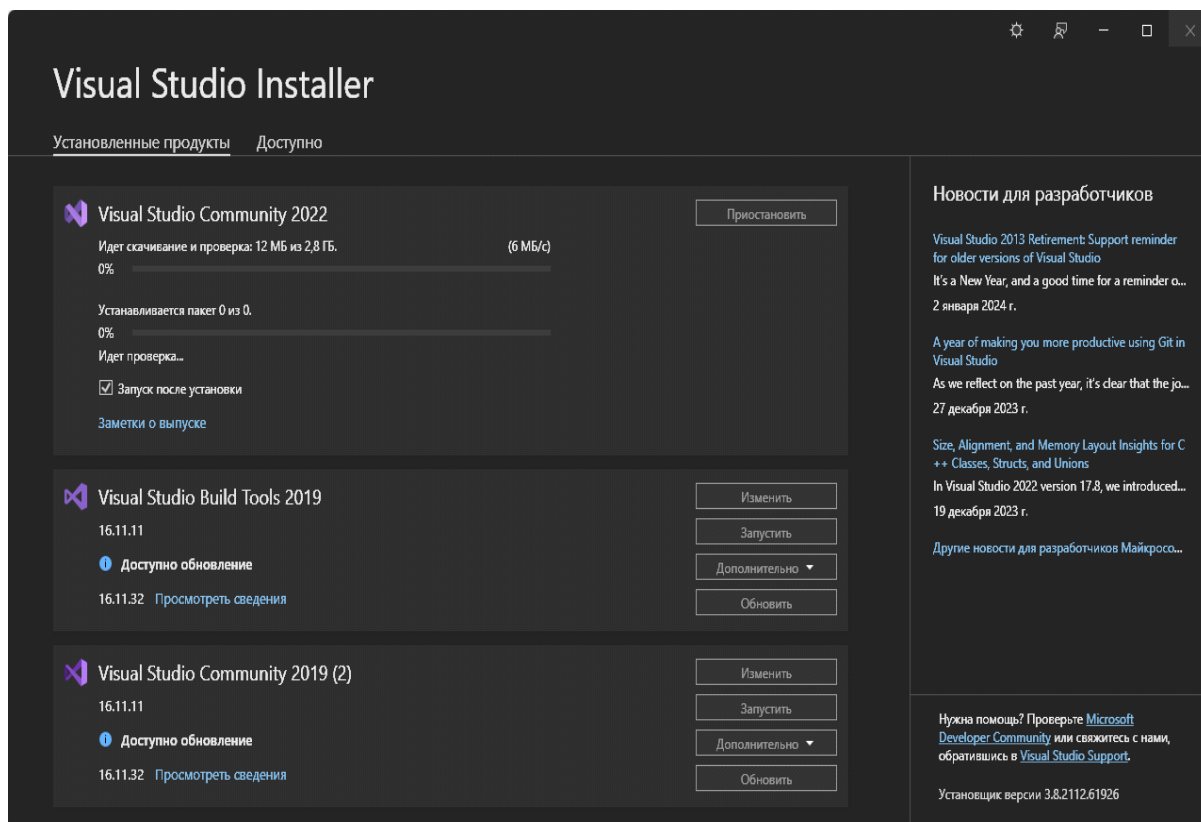 Visual Studio Installer
Установленные продукты
Доступно
Visual Studio Community 2022
Приостановить
Идет скачивание и проверка: 12 МБ из 2,8 ГБ.
(6 МБ/с)
0%
Устанавливается пакет 0 из 0.
0%
Идет проверка...
Запуск после установки
Заметки о выпуске
Visual Studio Build Tools 2019
Изменить
16.11.11
Запустить
Доступно обновление
Дополнительно
16.11.32 Просмотреть сведения
Обновить
Visual Studio Community 2019 (2)
Изменить
16.11.11
Запустить
Доступно обновление
Дополнительно
16.11.32 Просмотреть сведения
Обновить
Новости для разработчиков
Visual Studio 2013 Retirement: Support reminder
for older versions of Visual Studio
It's a New Year, and a good time for a reminder o...
2 января 2024 г.
A year of making you more productive using Git in
Visual Studio
As we reflect on the past year, it's clear that the jo...
27 декабря 2023 г.
Size, Alignment, and Memory Layout Insights for C
++ Classes, Structs, and Unions
In Visual Studio 2022 version 17.8, we introduced...
19 декабря 2023 г.
Другие новости для разработчиков Майкросо...
Нужна помощь? Проверьте Microsoft
Developer Community или свяжитесь с нами,
обратившись в Visual Studio Support.
Установщик версии 3.8.2112.61926